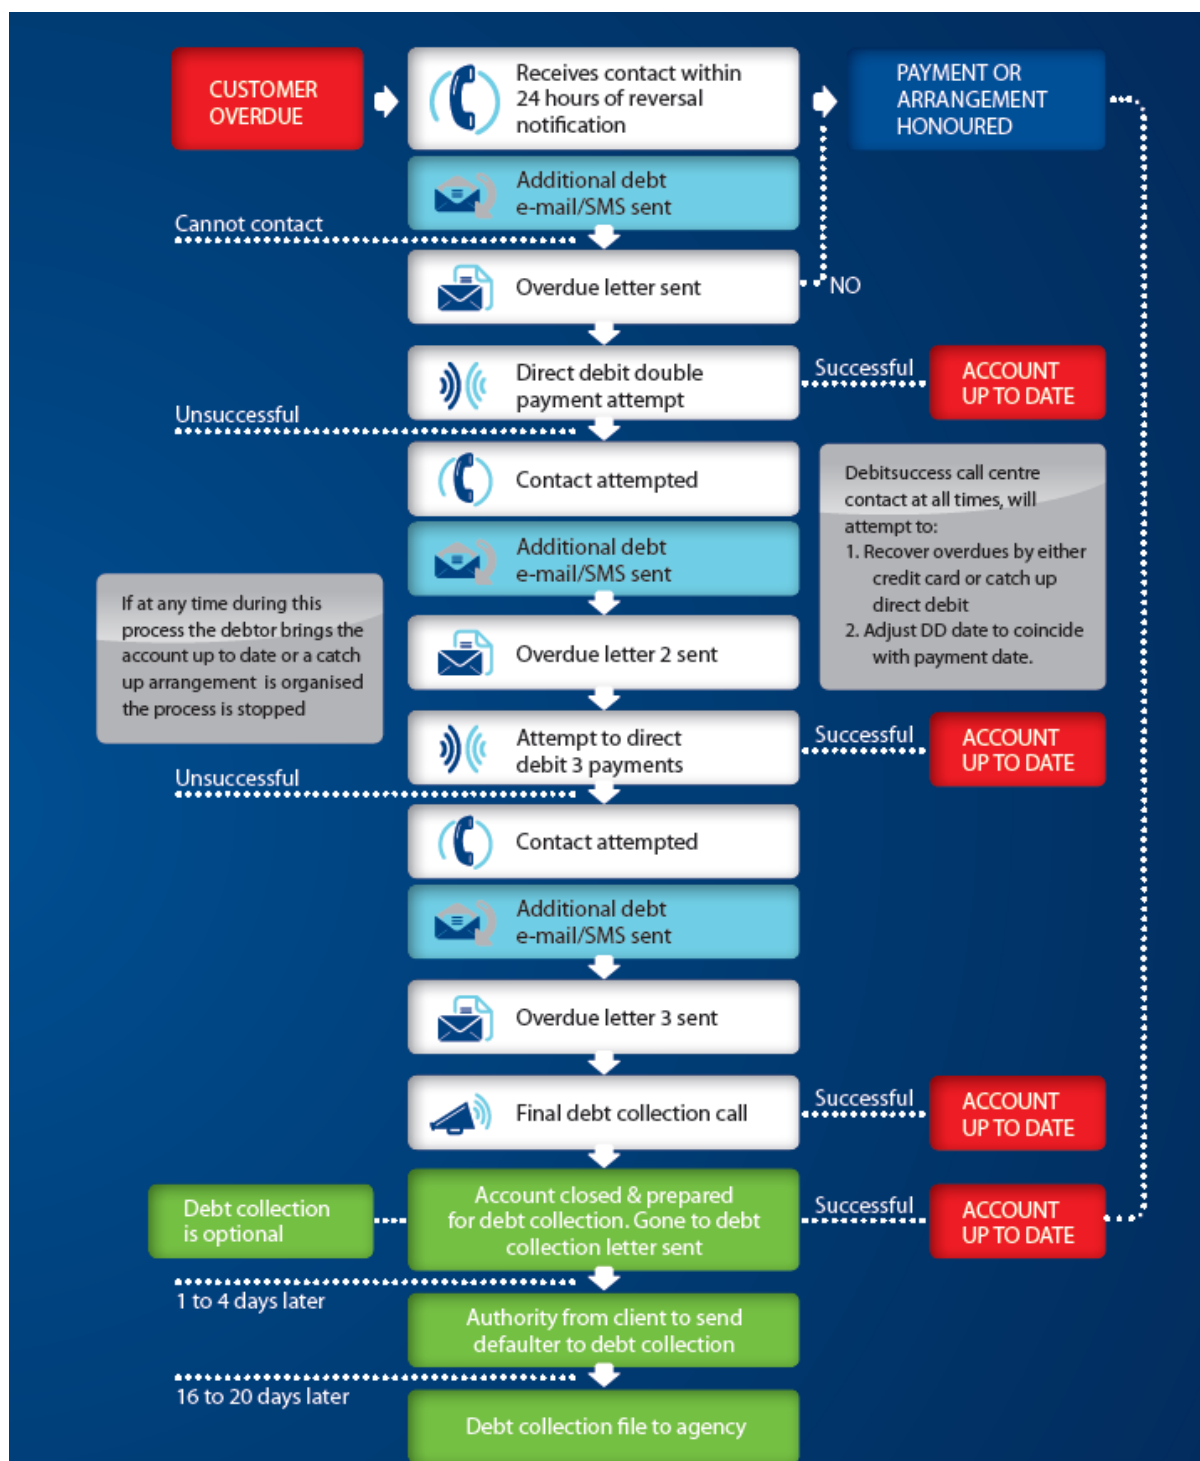 CUSTOMER
OVERDUE
Receives contact within
24 hours of reversal
notification
PAYMENT OR
ARRANGEMENT
HONOURED
Additional debt
e-mail/SMS sent
Cannot contact
Overdue letter sent
NO
Direct debit double
payment attempt
Successful
ACCOUNT
UP TO DATE
Unsuccessful
Contact attempted
Debitsuccess call centre
contact at all times, will
attempt to:
1. Recover overdues by either
credit card or catch up
direct debit
2. Adjust DD date to coincide
with payment date.
Additional debt
e-mail/SMS sent
If at any time during this
process the debtor brings the
account up to date or a catch
up arrangement is organised
the process is stopped
Overdue letter 2 sent
Attempt to direct
debit 3 payments
Successful
ACCOUNT
UP TO DATE
Unsuccessful
Contact attempted
Additional debt
e-mail/SMS sent
Overdue letter 3 sent
Final debt collection call
Successful
ACCOUNT
UP TO DATE
Debt collection
is optional
Account closed & prepared
for debt collection. Gone to debt
collection letter sent
Successful
ACCOUNT
UP TO DATE
1 to 4 days later
Authority from client to send
defaulter to debt collection
16 to 20 days later
Debt collection file to agency